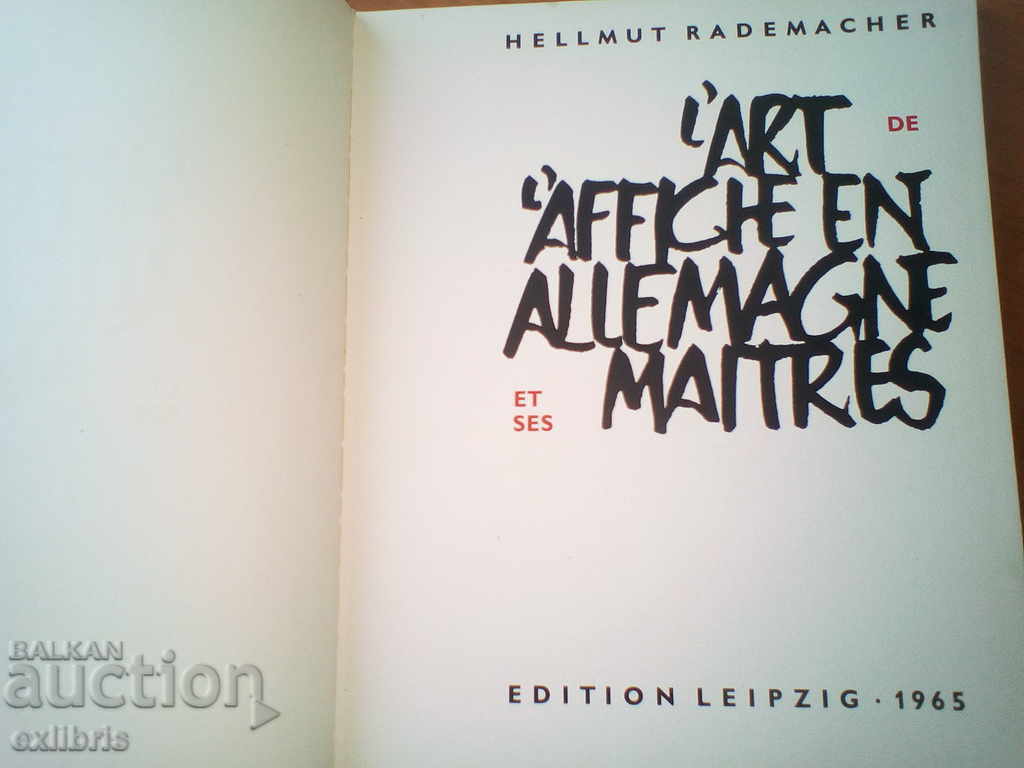 HELLMUT RADEMACHER
L'ART DE
L'AFFICHE EN
ALLEMAGNE
ET MAITRES
SES
EDITION LEIPZIG · 1965
BALKAN
auction
exlibris